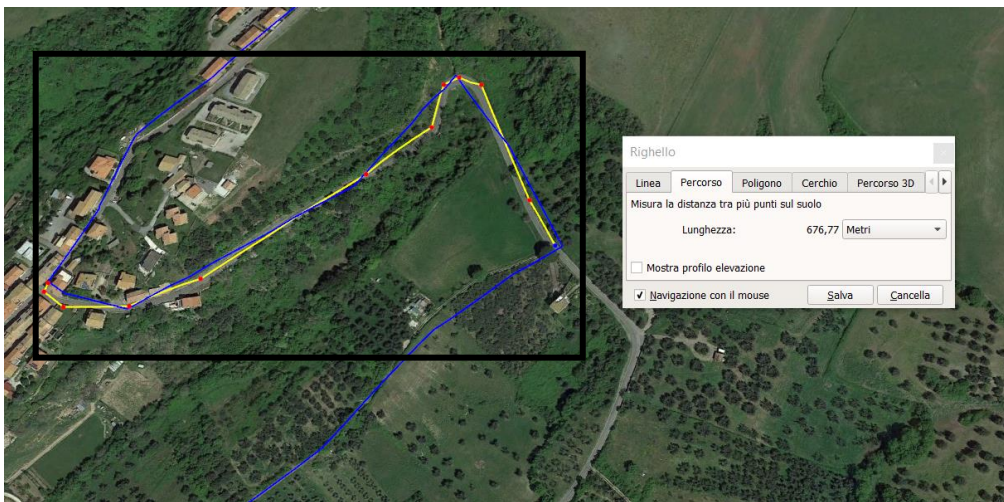 Righello
Linea Percorso Poligono Cerchio Percorso 3D
Misura la distanza tra più punti sul suolo
Lunghezza: 676,77 Metri
Mostra profilo elevazione
Navigazione con il mouse Salva Cancella